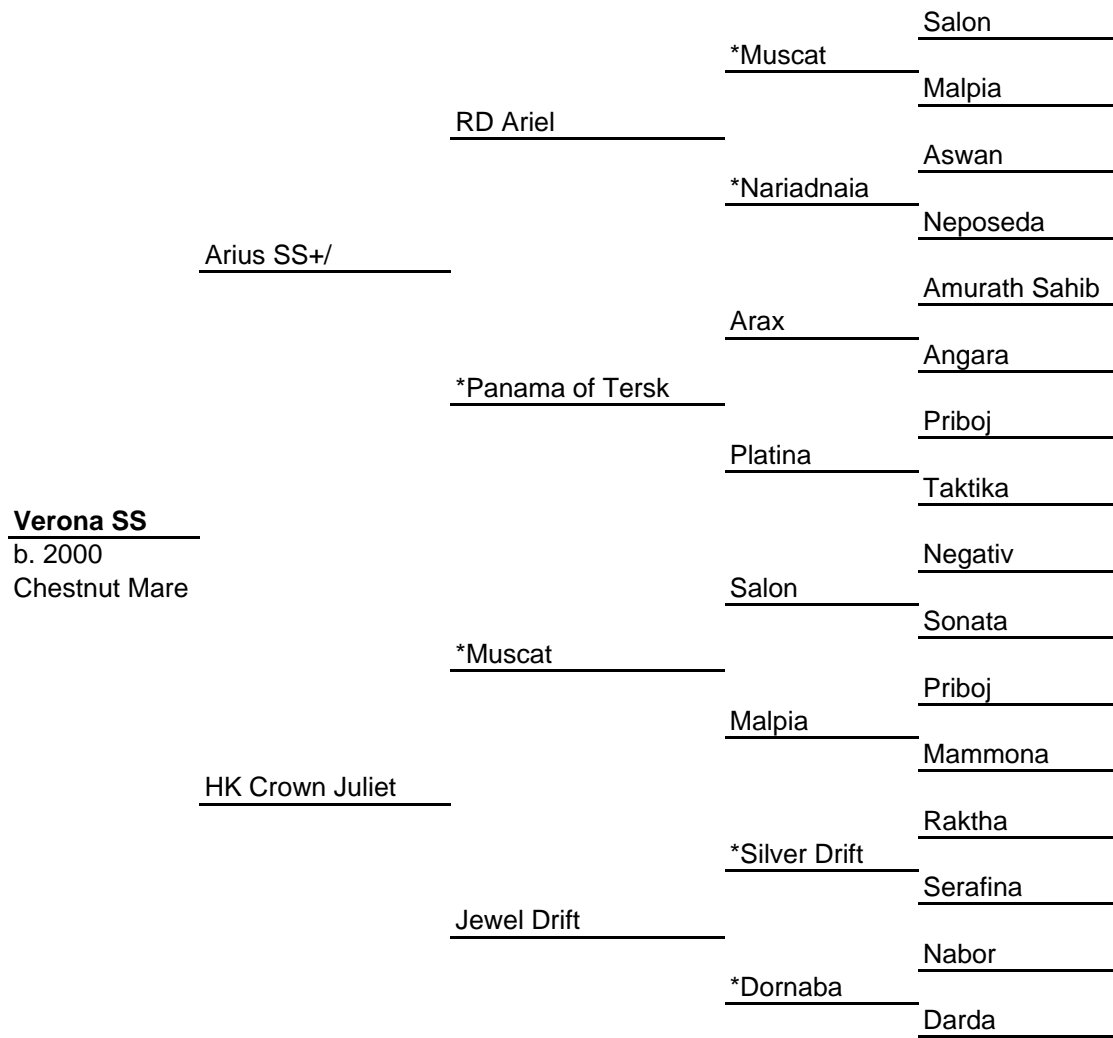 Salon
*Muscat
Malpia
RD Ariel
Aswan
*Nariadnaia
Neposeda
Arius SS+/
Amurath Sahib
Arax
Angara
*Panama of Tersk
Priboj
Platina
Taktika
Verona SS
b. 2000
Negativ
Chestnut Mare
Salon
Sonata
*Muscat
Priboj
Malpia
Mammona
HK Crown Juliet
Raktha
*Silver Drift
Serafina
Jewel Drift
Nabor
*Dornaba
Darda